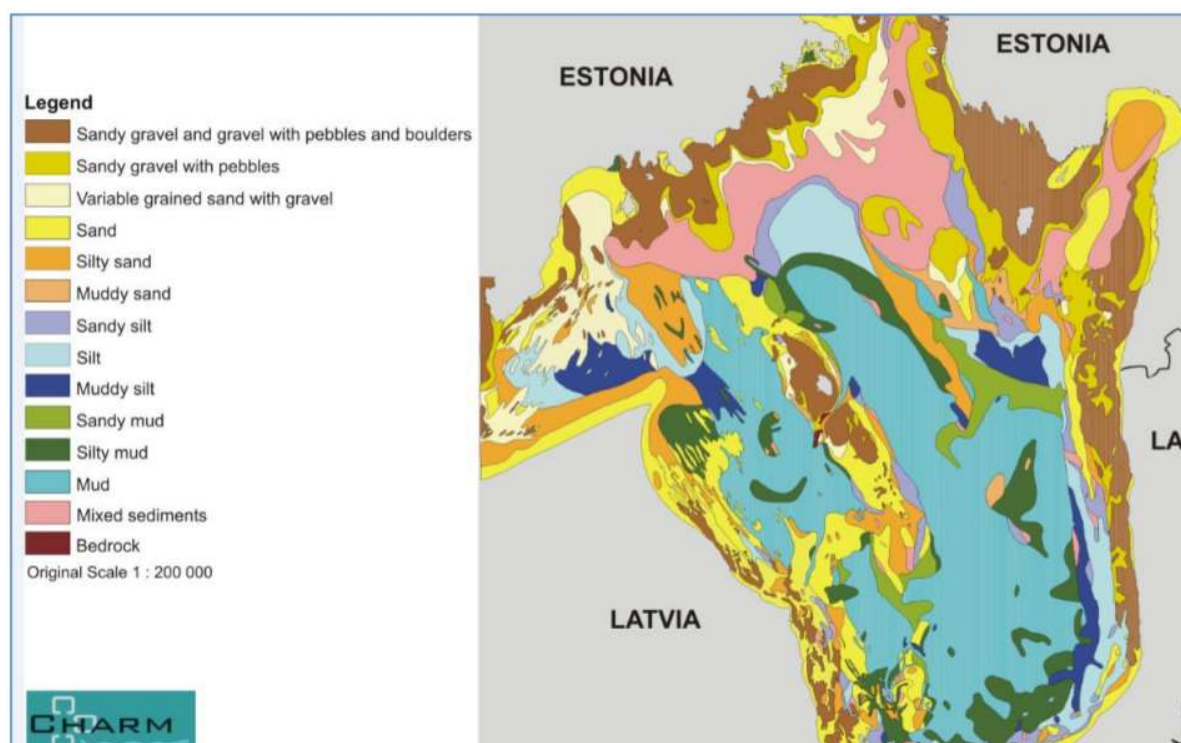 ESTONIA
ESTONIA
Legend
Sandy gravel and gravel with pebbles and boulders
Sandy gravel with pebbles
Variable grained sand with gravel
Sand
Silty sand
Muddy sand
Sandy silt
Silt
Muddy silt
Sandy mud
Silty mud
Mud
Mixed sediments
Bedrock
Original Scale 1 : 200 000
LA
LATVIA
CHARM